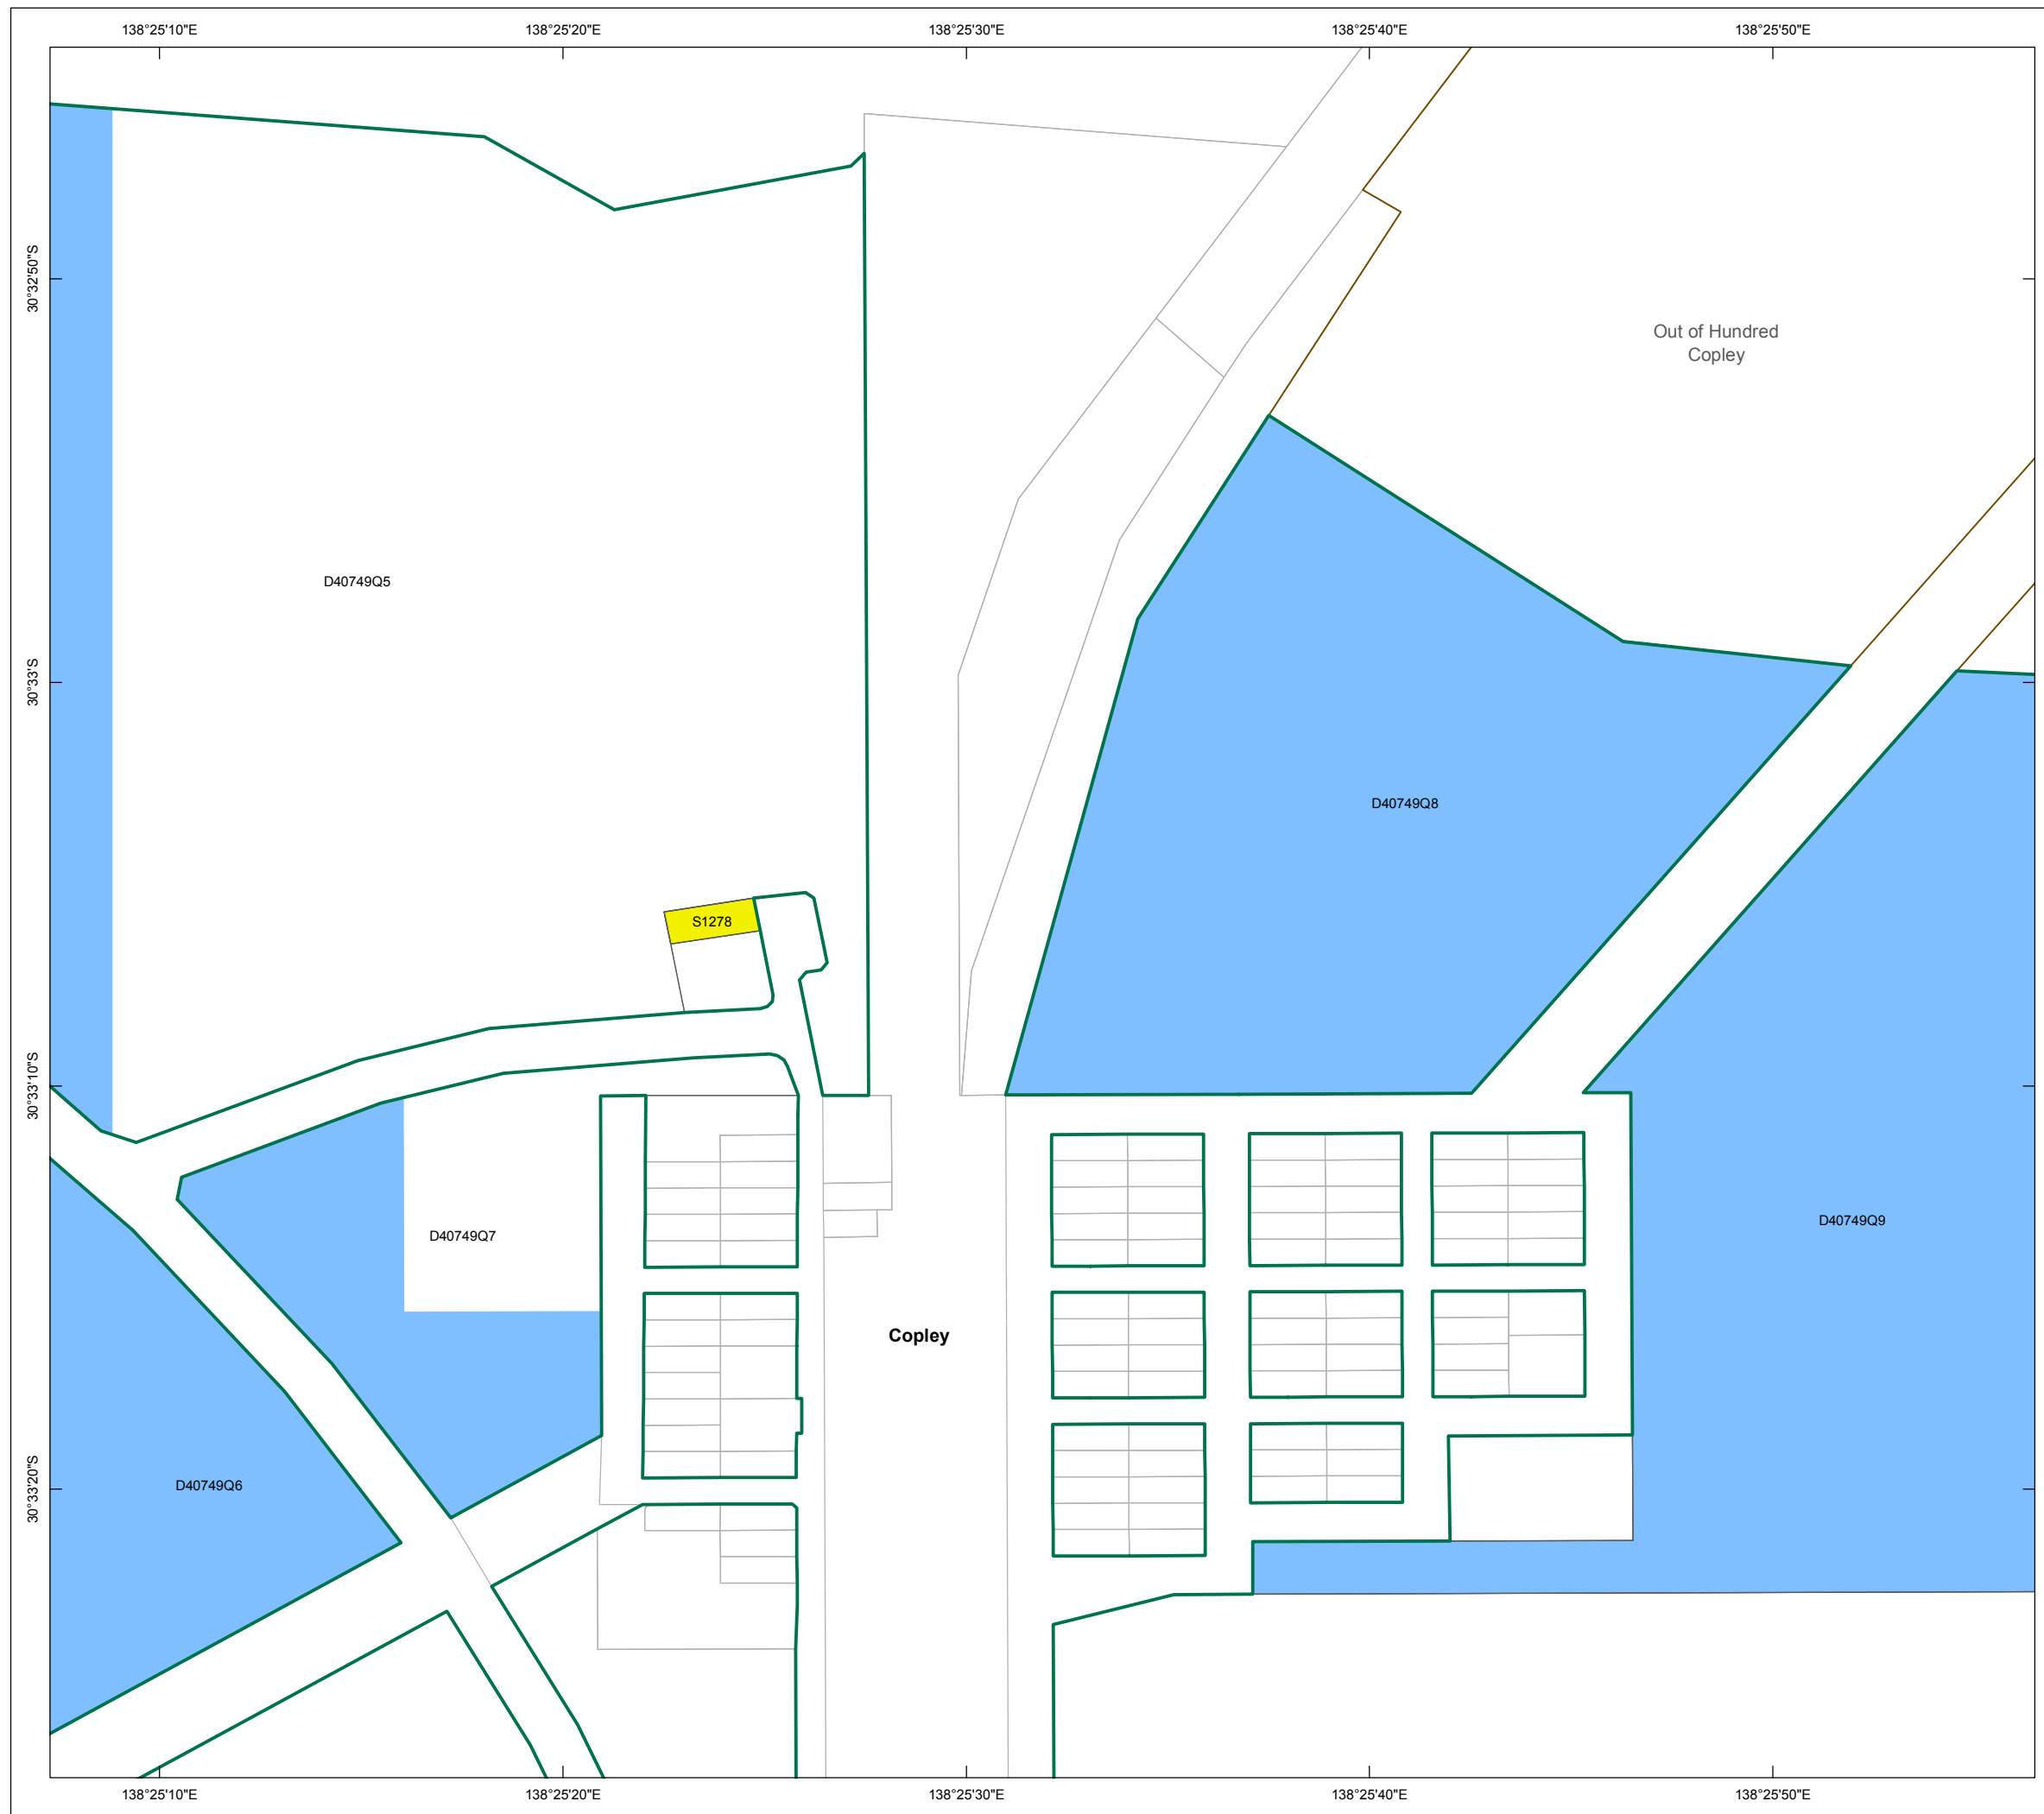 138°25'10"E
138°25'20"E
138°25'30"E
138°25'40"E
138°25'50"E
30°32'50"S
Out of Hundred
Copley
D40749Q5
30°33'S
D40749Q8
S1278
30°33'10"S
D40749Q9
D40749Q7
Copley
D40749Q6
30°33'20"S
138°25'10"E
138°25'20"E
138°25'30"E
138°25'40"E
138°25'50"E